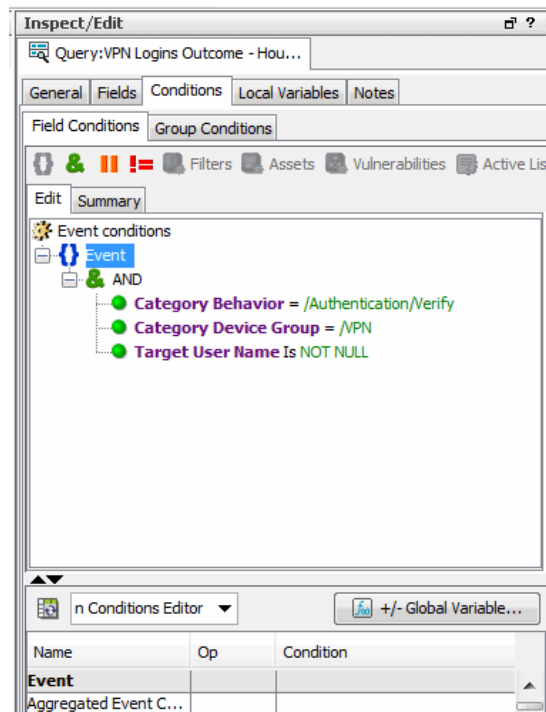 Inspect/Edit ?
Query:VPN Logins Outcome - Hou...
General Fields Conditions Local Variables Notes
Field Conditions Group Conditions
{} & || != Filters Assets Vulnerabilities Active Lis
Edit Summary
Event conditions
{} Event
& AND
Category Behavior = /Authentication/Verify
Category Device Group = /VPN
Target User Name Is NOT NULL
n Conditions Editor +/- Global Variable...
Name Op Condition
Event
Aggregated Event C...